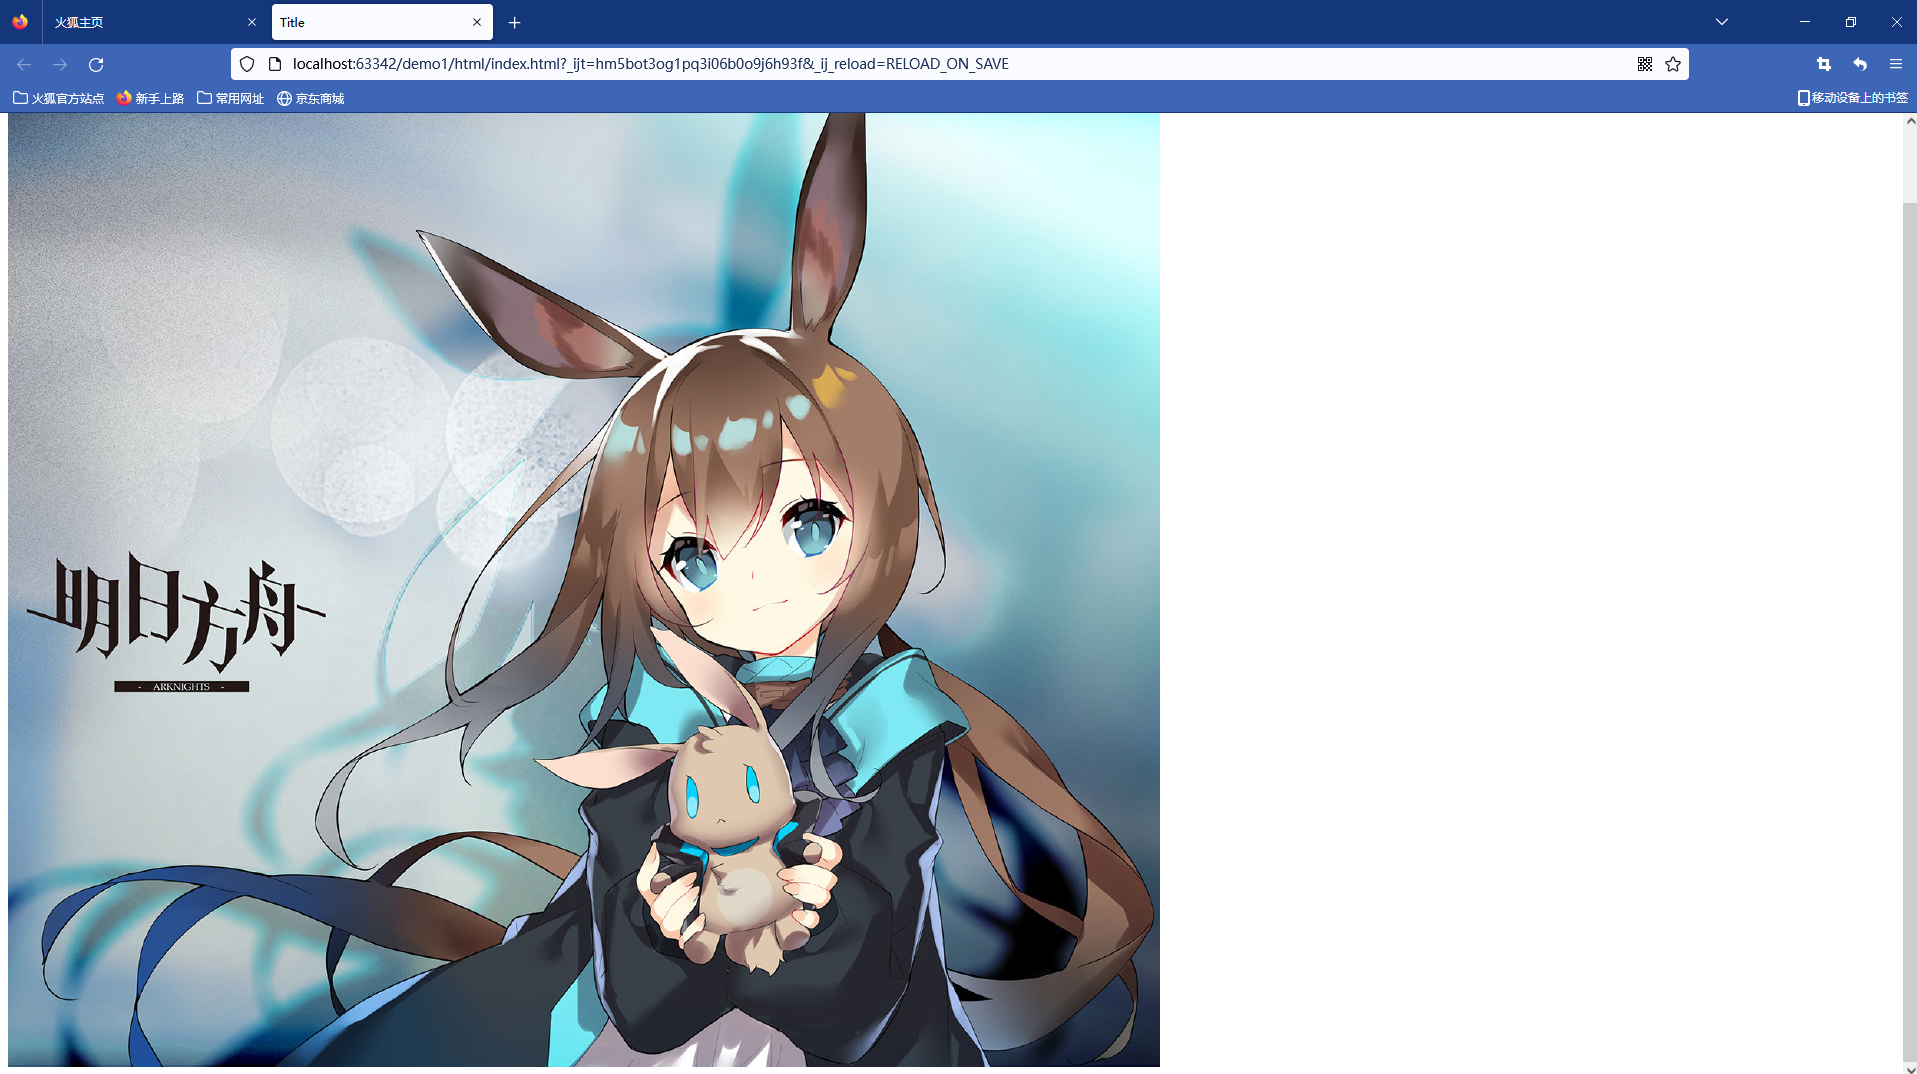 火狐主页
Title
localhost:63342/demo1/html/index.html?_ijt=hm5bot3og1pq3i06b0o9j6h93f&_ij_reload=RELOAD_ON_SAVE
火狐官方站点 新手上路 常用网址 京东商城 移动设备上的书签
明日方舟
- ARKNIGHTS -